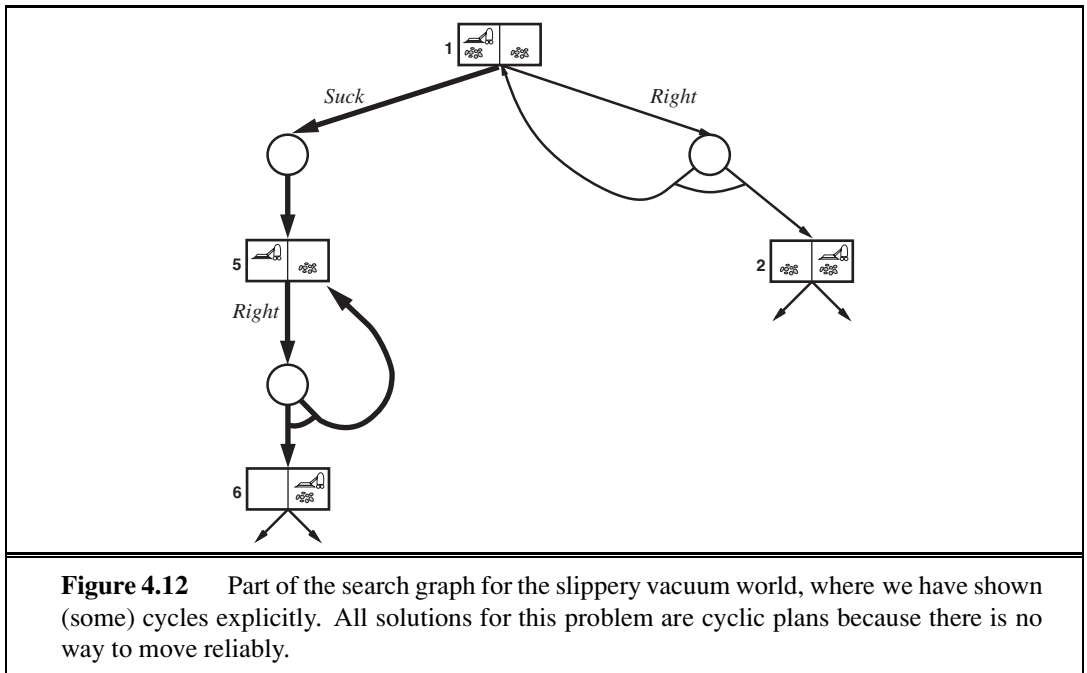 1
Suck
Right
5
2
Right
6
Figure 4.12 Part of the search graph for the slippery vacuum world, where we have shown
(some) cycles explicitly. All solutions for this problem are cyclic plans because there is no
way to move reliably.